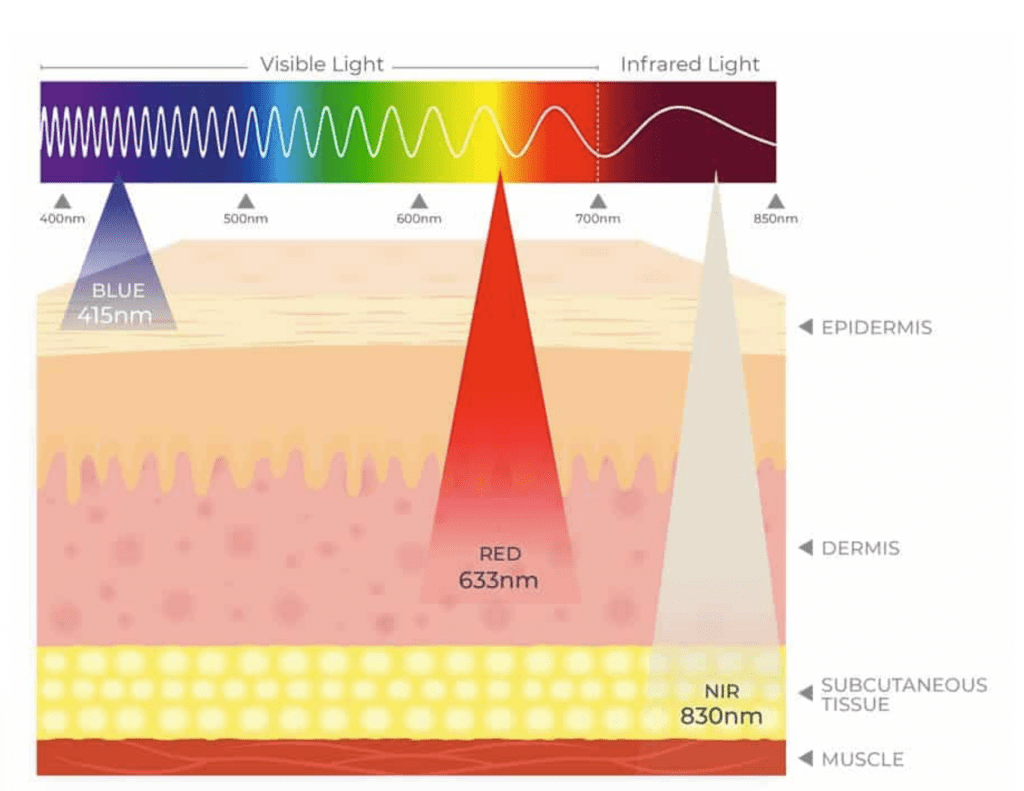 Visible Light
Infrared Light
400nm
500nm
600nm
700nm
850nm
BLUE
415nm
EPIDERMIS
RED
633nm
DERMIS
NIR
830nm
SUBCUTANEOUS
TISSUE
MUSCLE